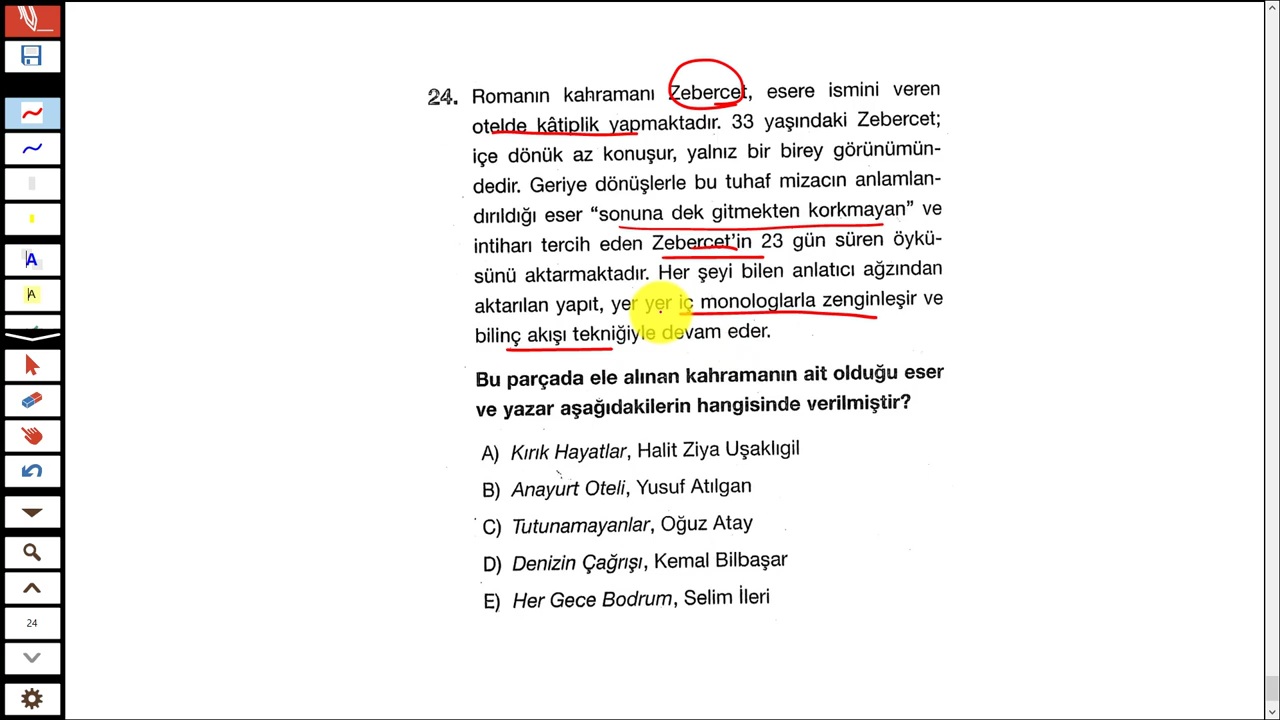 24. Romanın kahramanı Zebercet, esere ismini veren
otelde kâtiplik yapmaktadır. 33 yaşındaki Zebercet;
içe dönük az konuşur, yalnız bir birey görünümün-
dedir. Geriye dönüşlerle bu tuhaf mizacın anlamlan-
dırıldığı eser “sonuna dek gitmekten korkmayan” ve
intiharı tercih eden Zebercet’in 23 gün süren öykü-
sünü aktarmaktadır. Her şeyi bilen anlatıcı ağzından
aktarılan yapıt, yer yer iç monologlarla zenginleşir ve
bilinç akışı tekniğiyle devam eder.
Bu parçada ele alınan kahramanın ait olduğu eser
ve yazar aşağıdakilerin hangisinde verilmiştir?
A) Kırık Hayatlar, Halit Ziya Uşaklıgil
B) Anayurt Oteli, Yusuf Atılgan
C) Tutunamayanlar, Oğuz Atay
D) Denizin Çağrışı, Kemal Bilbaşar
E) Her Gece Bodrum, Selim İleri
A
A
24